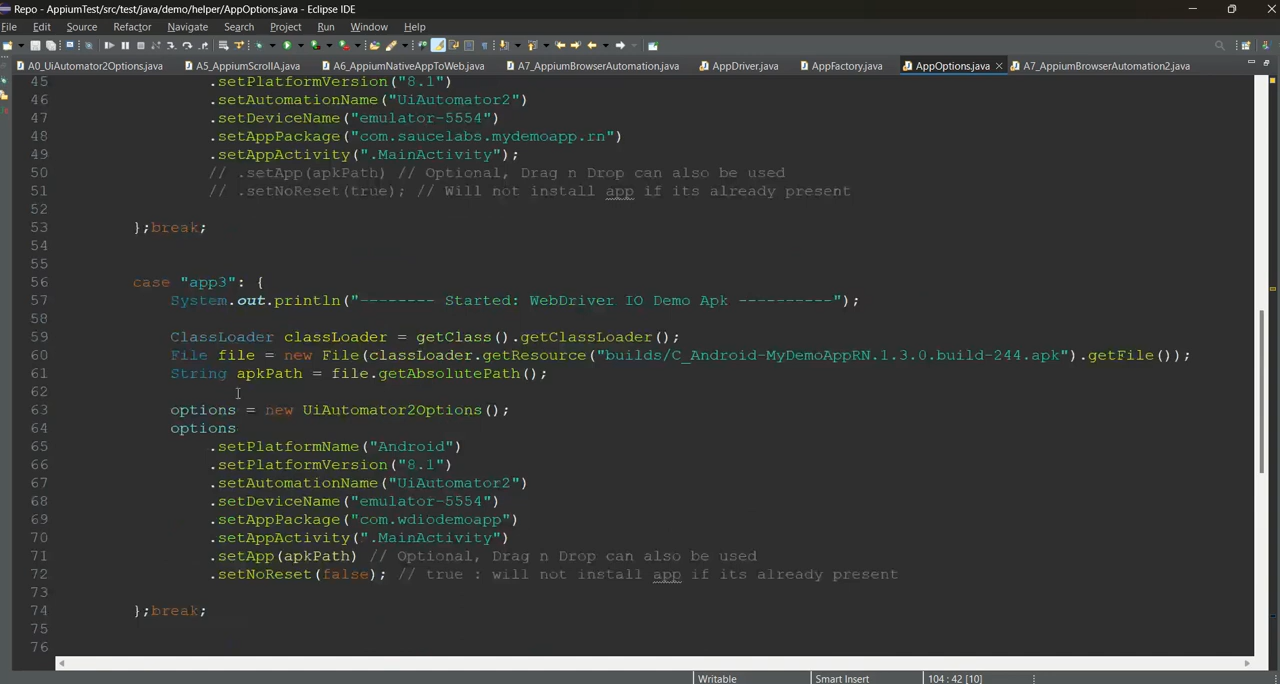 Repo - AppiumTest/src/test/java/demo/helper/AppOptions.java - Eclipse IDE
File Edit Source Refactor Navigate Search Project Run Window Help
A0_UiAutomator2Options.java A5_AppiumScrollA.java A6_AppiumNativeAppToWeb.java A7_AppiumBrowserAutomation.java AppDriver.java AppFactory.java AppOptions.java A7_AppiumBrowserAutomation2.java
45 .setPlatformVersion("8.1")
46 .setAutomationName("UiAutomator2")
47 .setDeviceName("emulator-5554")
48 .setAppPackage("com.saucelabs.mydemoapp.rn")
49 .setAppActivity(".MainActivity");
50 // .setApp(apkPath) // Optional, Drag n Drop can also be used
51 // .setNoReset(true); // Will not install app if its already present
52
53 };break;
54
55
56 case "app3": {
57 System.out.println("-------- Started: WebDriver IO Demo Apk ----------");
58
59 ClassLoader classLoader = getClass().getClassLoader();
60 File file = new File(classLoader.getResource("builds/C_Android-MyDemoAppRN.1.3.0.build-244.apk").getFile());
61 String apkPath = file.getAbsolutePath();
62
63 options = new UiAutomator2Options();
64 options
65 .setPlatformName("Android")
66 .setPlatformVersion("8.1")
67 .setAutomationName("UiAutomator2")
68 .setDeviceName("emulator-5554")
69 .setAppPackage("com.wdiodemoapp")
70 .setAppActivity(".MainActivity")
71 .setApp(apkPath) // Optional, Drag n Drop can also be used
72 .setNoReset(false); // true : will not install app if its already present
73
74 };break;
75
76
Writable Smart Insert 104 : 42 [10]